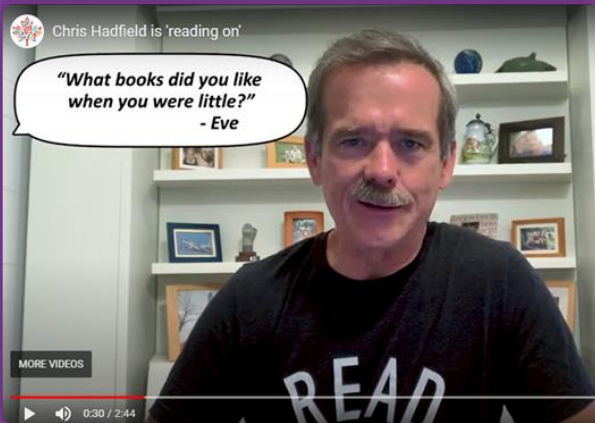 Chris Hadfield is 'reading on'
"What books did you like
when you were little?"
- Eve
READ
MORE VIDEOS
0:30 / 2:44